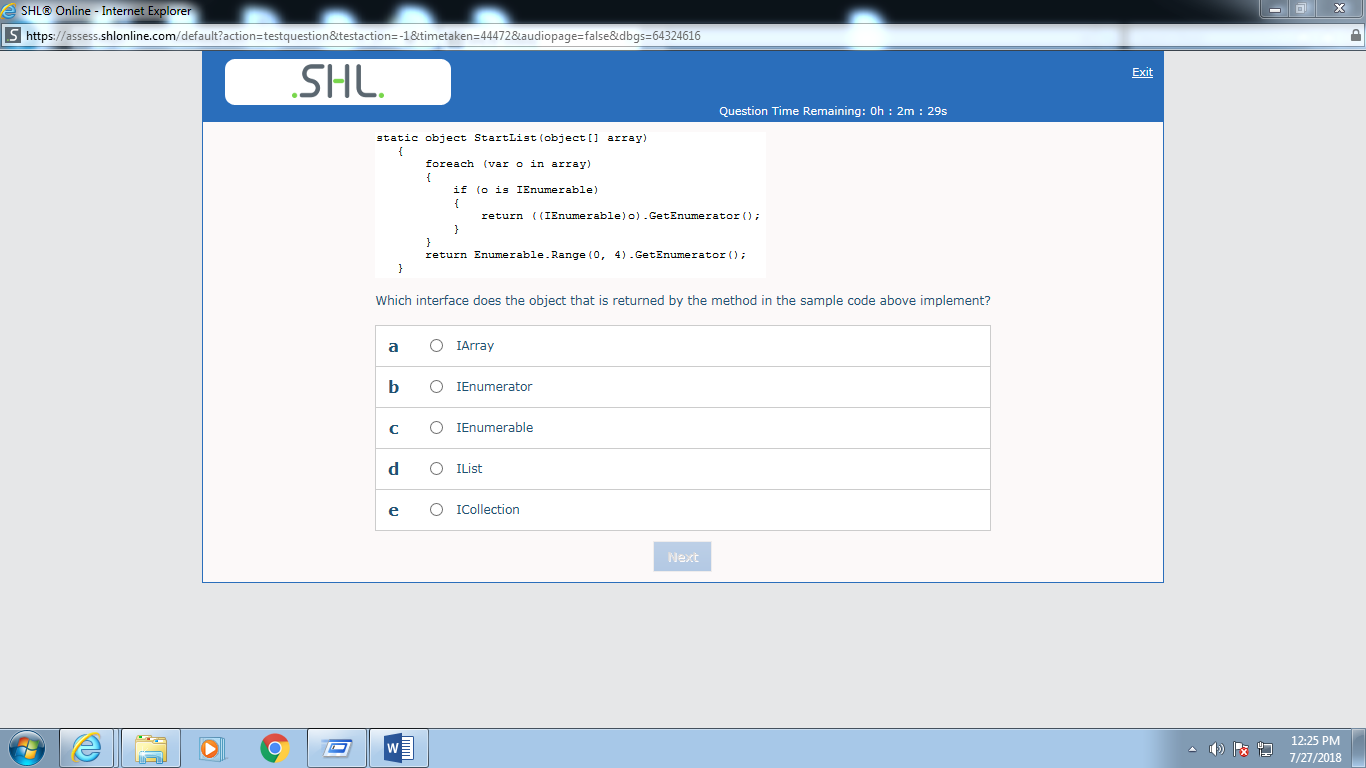 SHL® Online - Internet Explorer
https://assess.shlonline.com/default?action=testquestion&testaction=-1&timetaken=44472&audiopage=false&dbgs=64324616
.SHL.
Exit
Question Time Remaining: 0h : 2m : 29s
static object StartList(object[] array)
{
foreach (var o in array)
{
if (o is IEnumerable)
{
return ((IEnumerable)o).GetEnumerator();
}
}
return Enumerable.Range(0, 4).GetEnumerator();
}
Which interface does the object that is returned by the method in the sample code above implement?
a IArray
b IEnumerator
c IEnumerable
d IList
e ICollection
Next
12:25 PM
7/27/2018